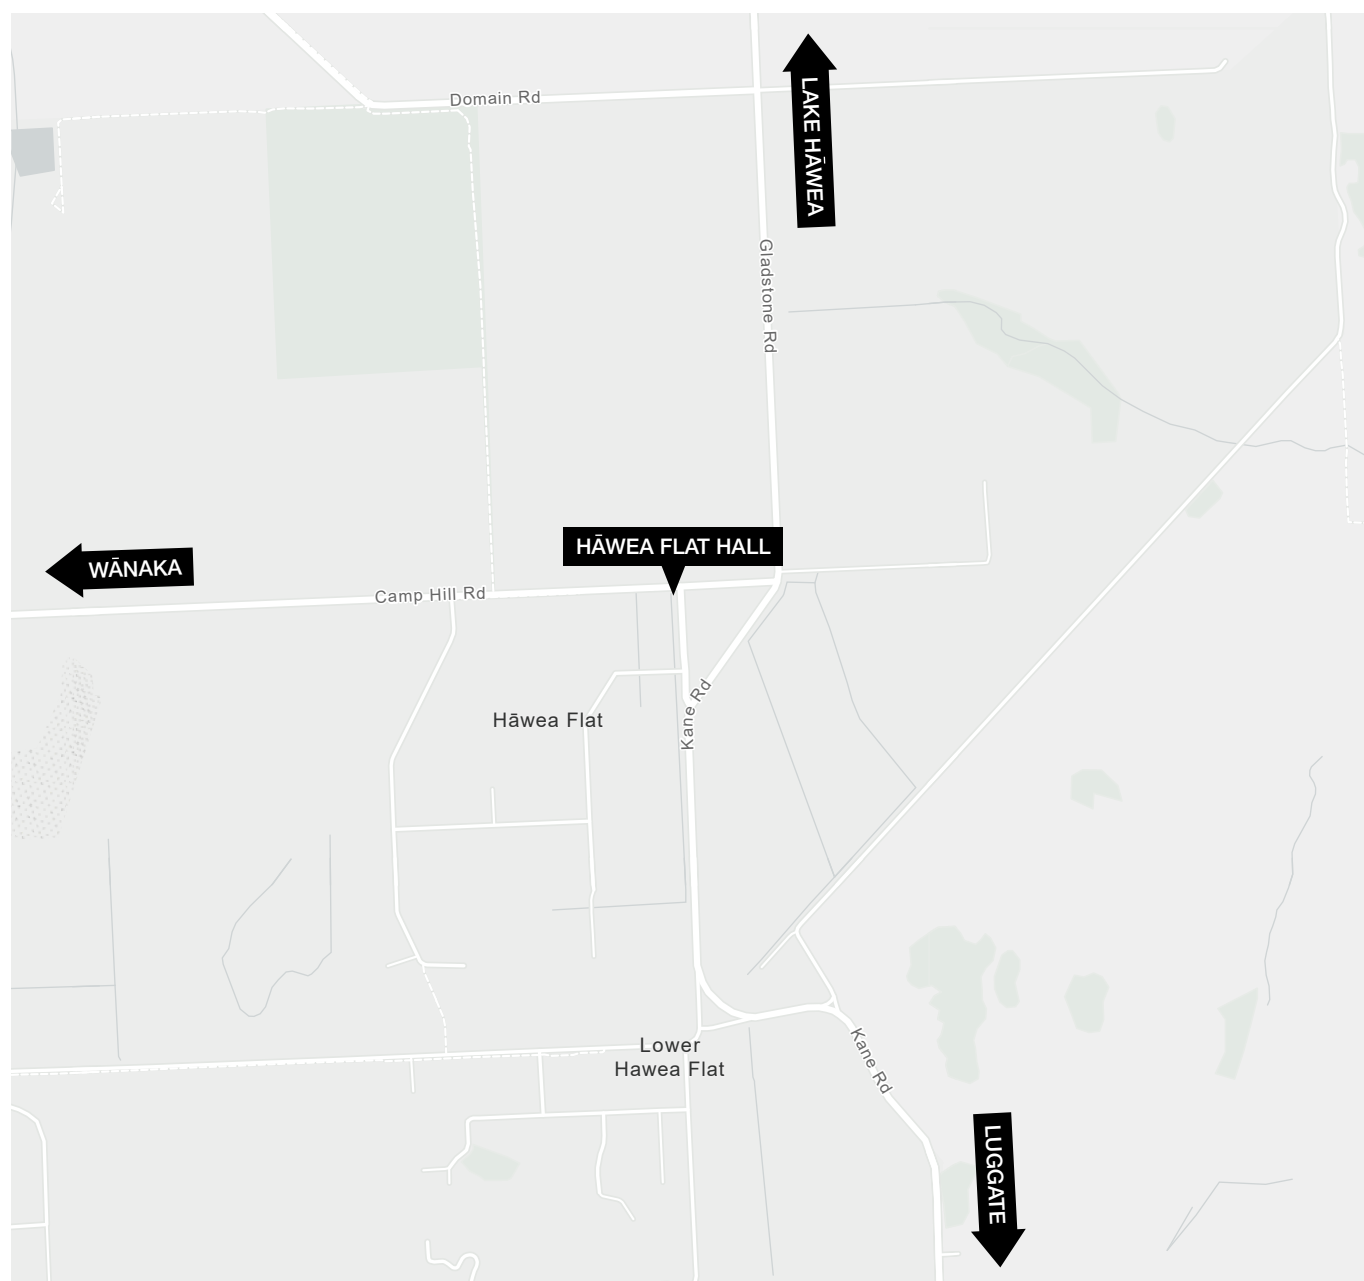 Domain Rd
LAKE HĀWEA
Gladstone Rd
HĀWEA FLAT HALL
WĀNAKA
Camp Hill Rd
Kane Rd
Hāwea Flat
Lower
Hawea Flat
Kane Rd
LUGGATE